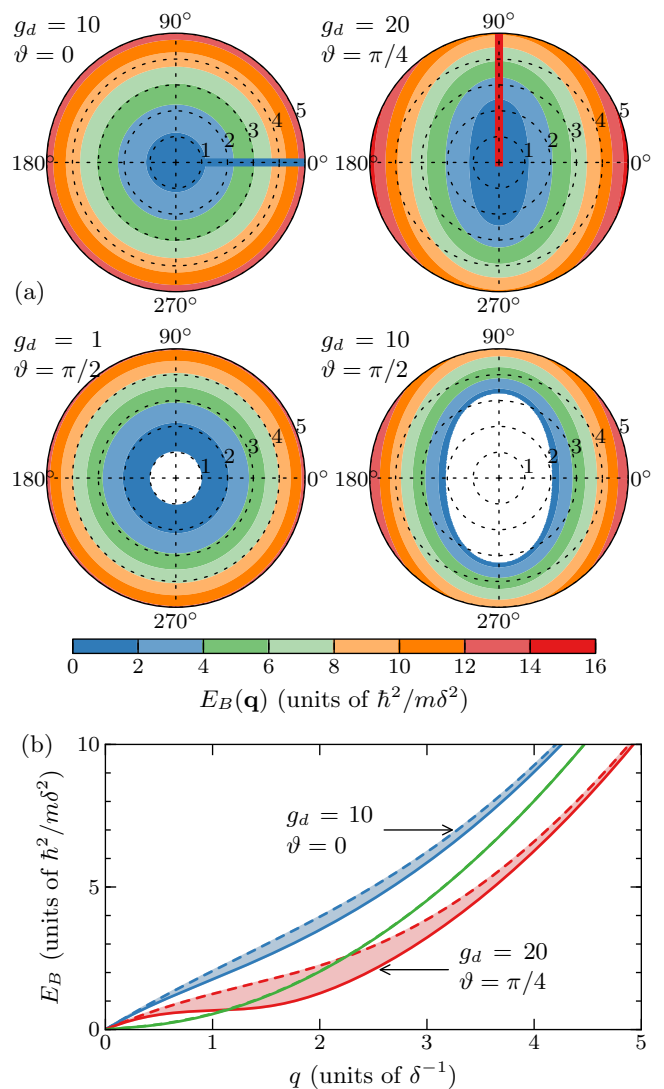 g_d = 10
ϑ = 0
90°
1
2
3
4
5
180°
0°
270°
g_d = 20
ϑ = π/4
90°
1
2
3
4
5
180°
0°
270°
(a)
g_d = 1
ϑ = π/2
90°
1
2
3
4
5
180°
0°
270°
g_d = 10
ϑ = π/2
90°
1
2
3
4
5
180°
0°
270°
0 2 4 6 8 10 12 14 16
E_B(q) (units of ħ²/mδ²)
(b)
E_B (units of ħ²/mδ²)
10
5
0
g_d = 10
ϑ = 0
g_d = 20
ϑ = π/4
0 1 2 3 4 5
q (units of δ⁻¹)